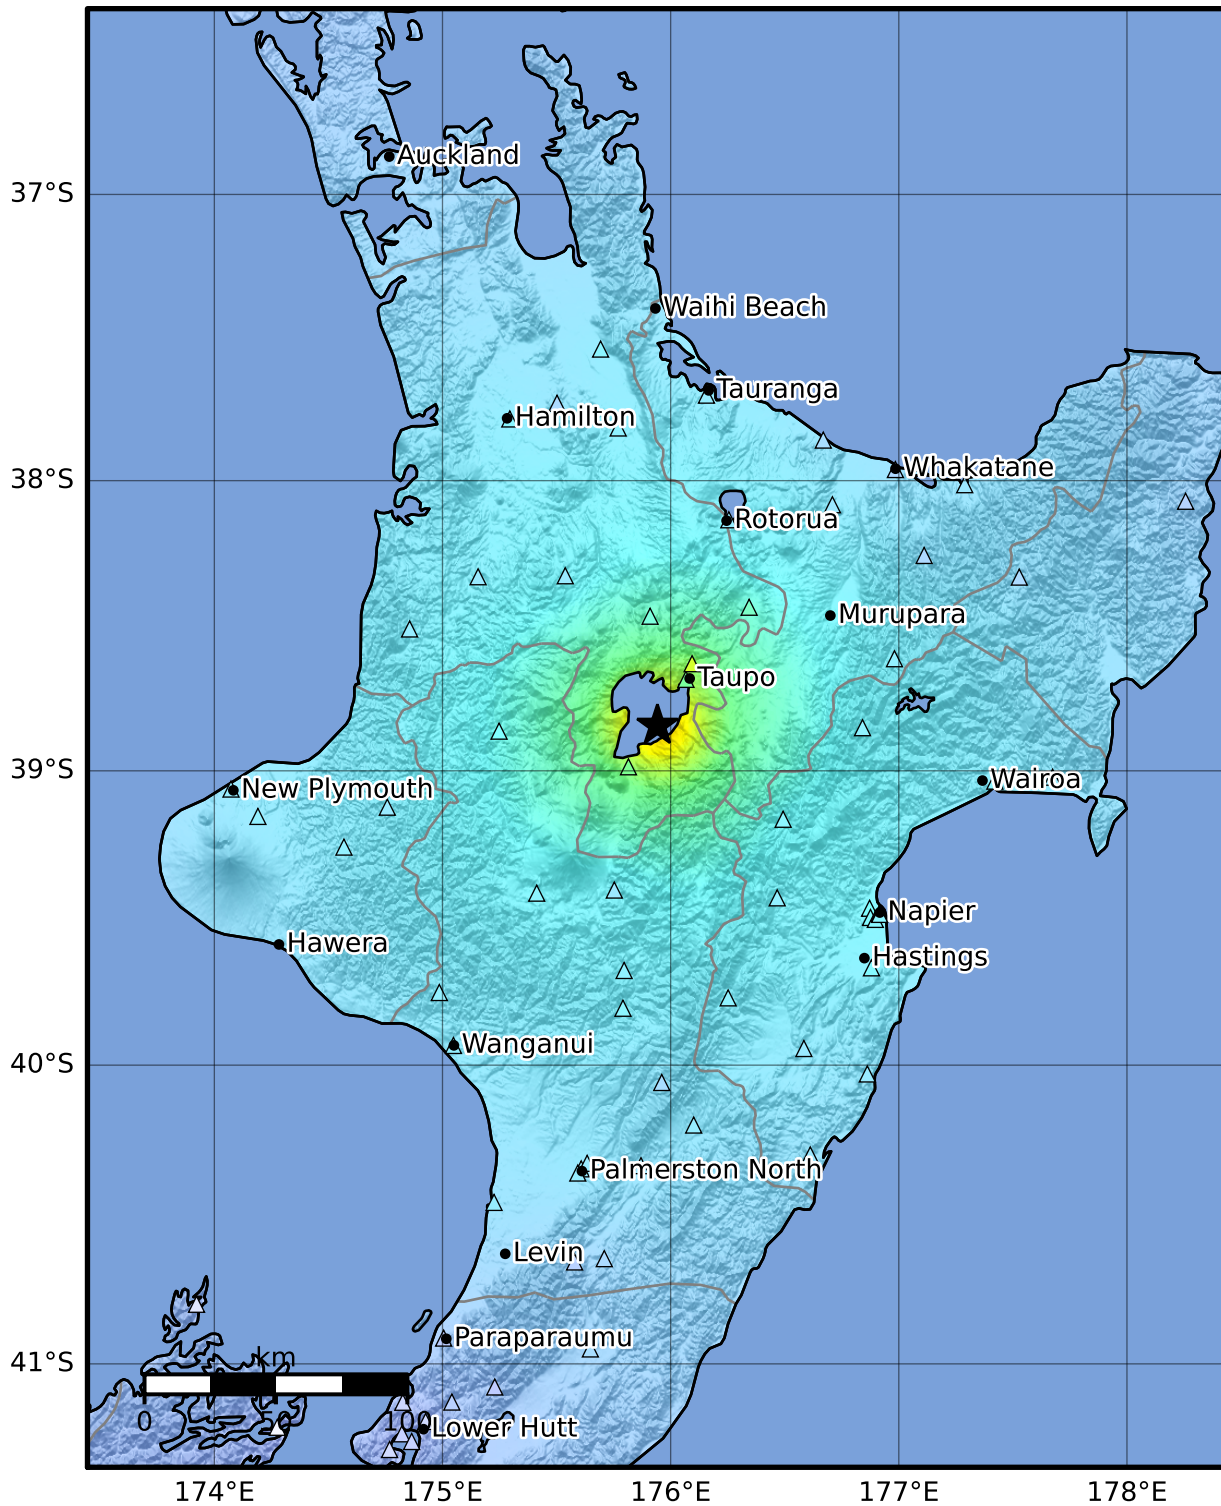 Auckland
37°S
Waihi Beach
Tauranga
Hamilton
Whakatane
38°S
Rotorua
Murupara
Taupo
39°S
Wairoa
New Plymouth
Napier
Hawera
Hastings
Wanganui
40°S
Palmerston North
Levin
Paraparaumu
km
41°S
0 50 100
Lower Hutt
174°E 175°E 176°E 177°E 178°E